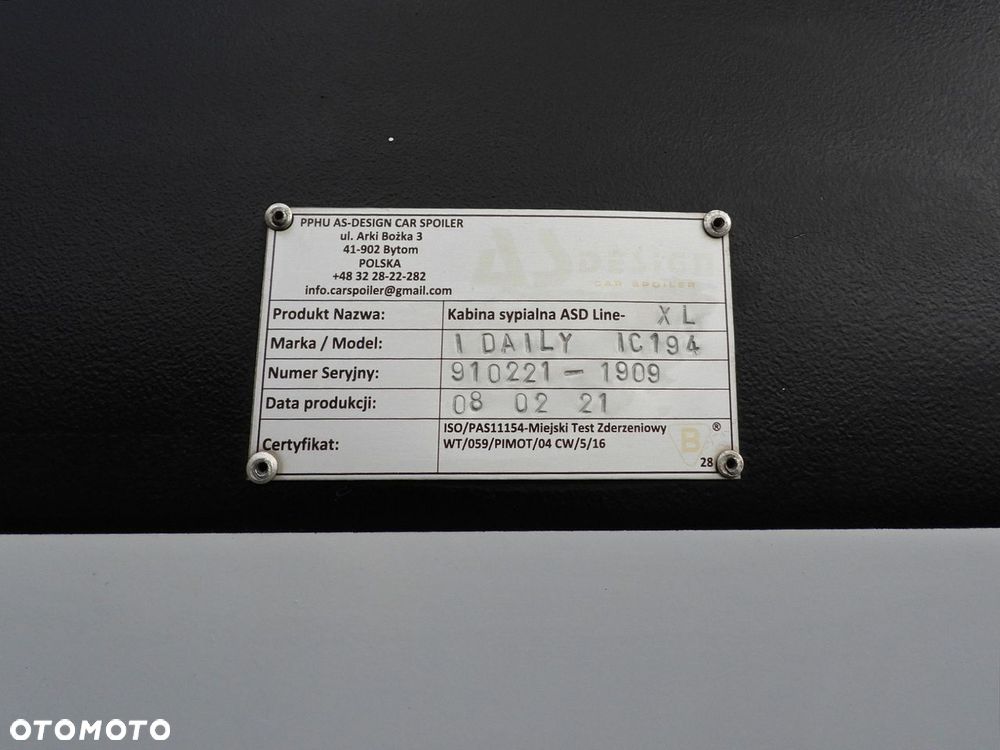 PPHU AS-DESIGN CAR SPOILER
ul. Arki Bożka 3
41-902 Bytom
POLSKA
+48 32 28-22-282
info.carspoiler@gmail.com
DEZIGN
CAR SPOILER
Produkt Nazwa: Kabina sypialna ASD Line- XL
Marka / Model: I DAILY IC194
Numer Seryjny: 910221-1909
Data produkcji: 08 02 21
Certyfikat: ISO/PAS11154-Miejski Test Zderzeniowy
WT/059/PIMOT/04 CW/5/16
B ®
28
OTOMOTO